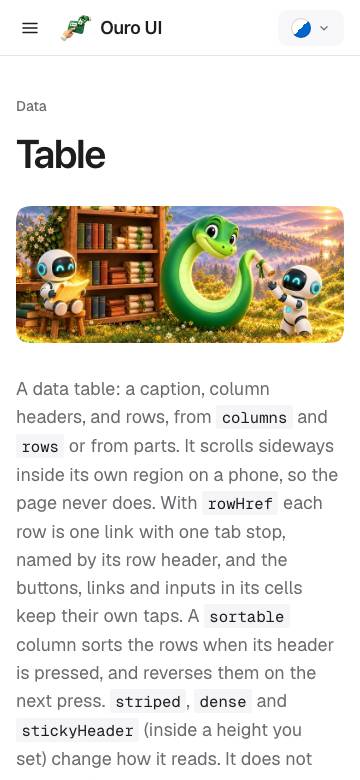 Ouro UI
Data
Table
A data table: a caption, column
headers, and rows, from columns and
rows or from parts. It scrolls sideways
inside its own region on a phone, so the
page never does. With rowHref each
row is one link with one tab stop,
named by its row header, and the
buttons, links and inputs in its cells
keep their own taps. A sortable
column sorts the rows when its header
is pressed, and reverses them on the
next press. striped, dense and
stickyHeader (inside a height you
set) change how it reads. It does not